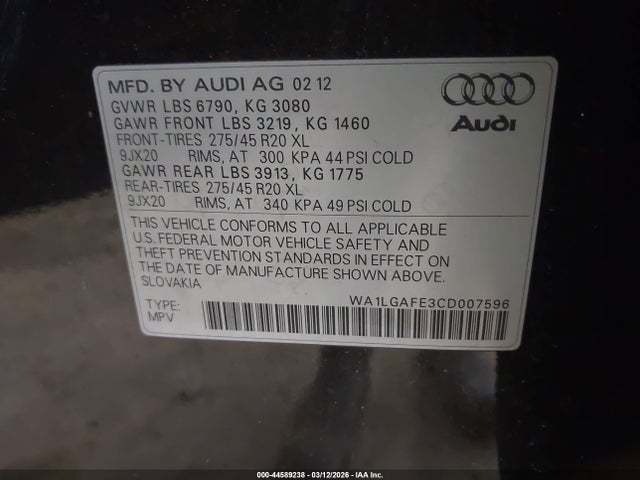 MFD. BY AUDI AG 02 12
GVWR LBS 6790, KG 3080
GAWR FRONT LBS 3219, KG 1460
FRONT-TIRES 275/45 R20 XL
9JX20 RIMS, AT 300 KPA 44 PSI COLD
GAWR REAR LBS 3913, KG 1775
REAR-TIRES 275/45 R20 XL
9JX20 RIMS, AT 340 KPA 49 PSI COLD
Audi
THIS VEHICLE CONFORMS TO ALL APPLICABLE
U.S. FEDERAL MOTOR VEHICLE SAFETY AND
THEFT PREVENTION STANDARDS IN EFFECT ON
THE DATE OF MANUFACTURE SHOWN ABOVE.
SLOVAKIA
WA1LGAFE3CD007596
TYPE:
MPV
000-44589238 - 03/12/2026 - IAA Inc.